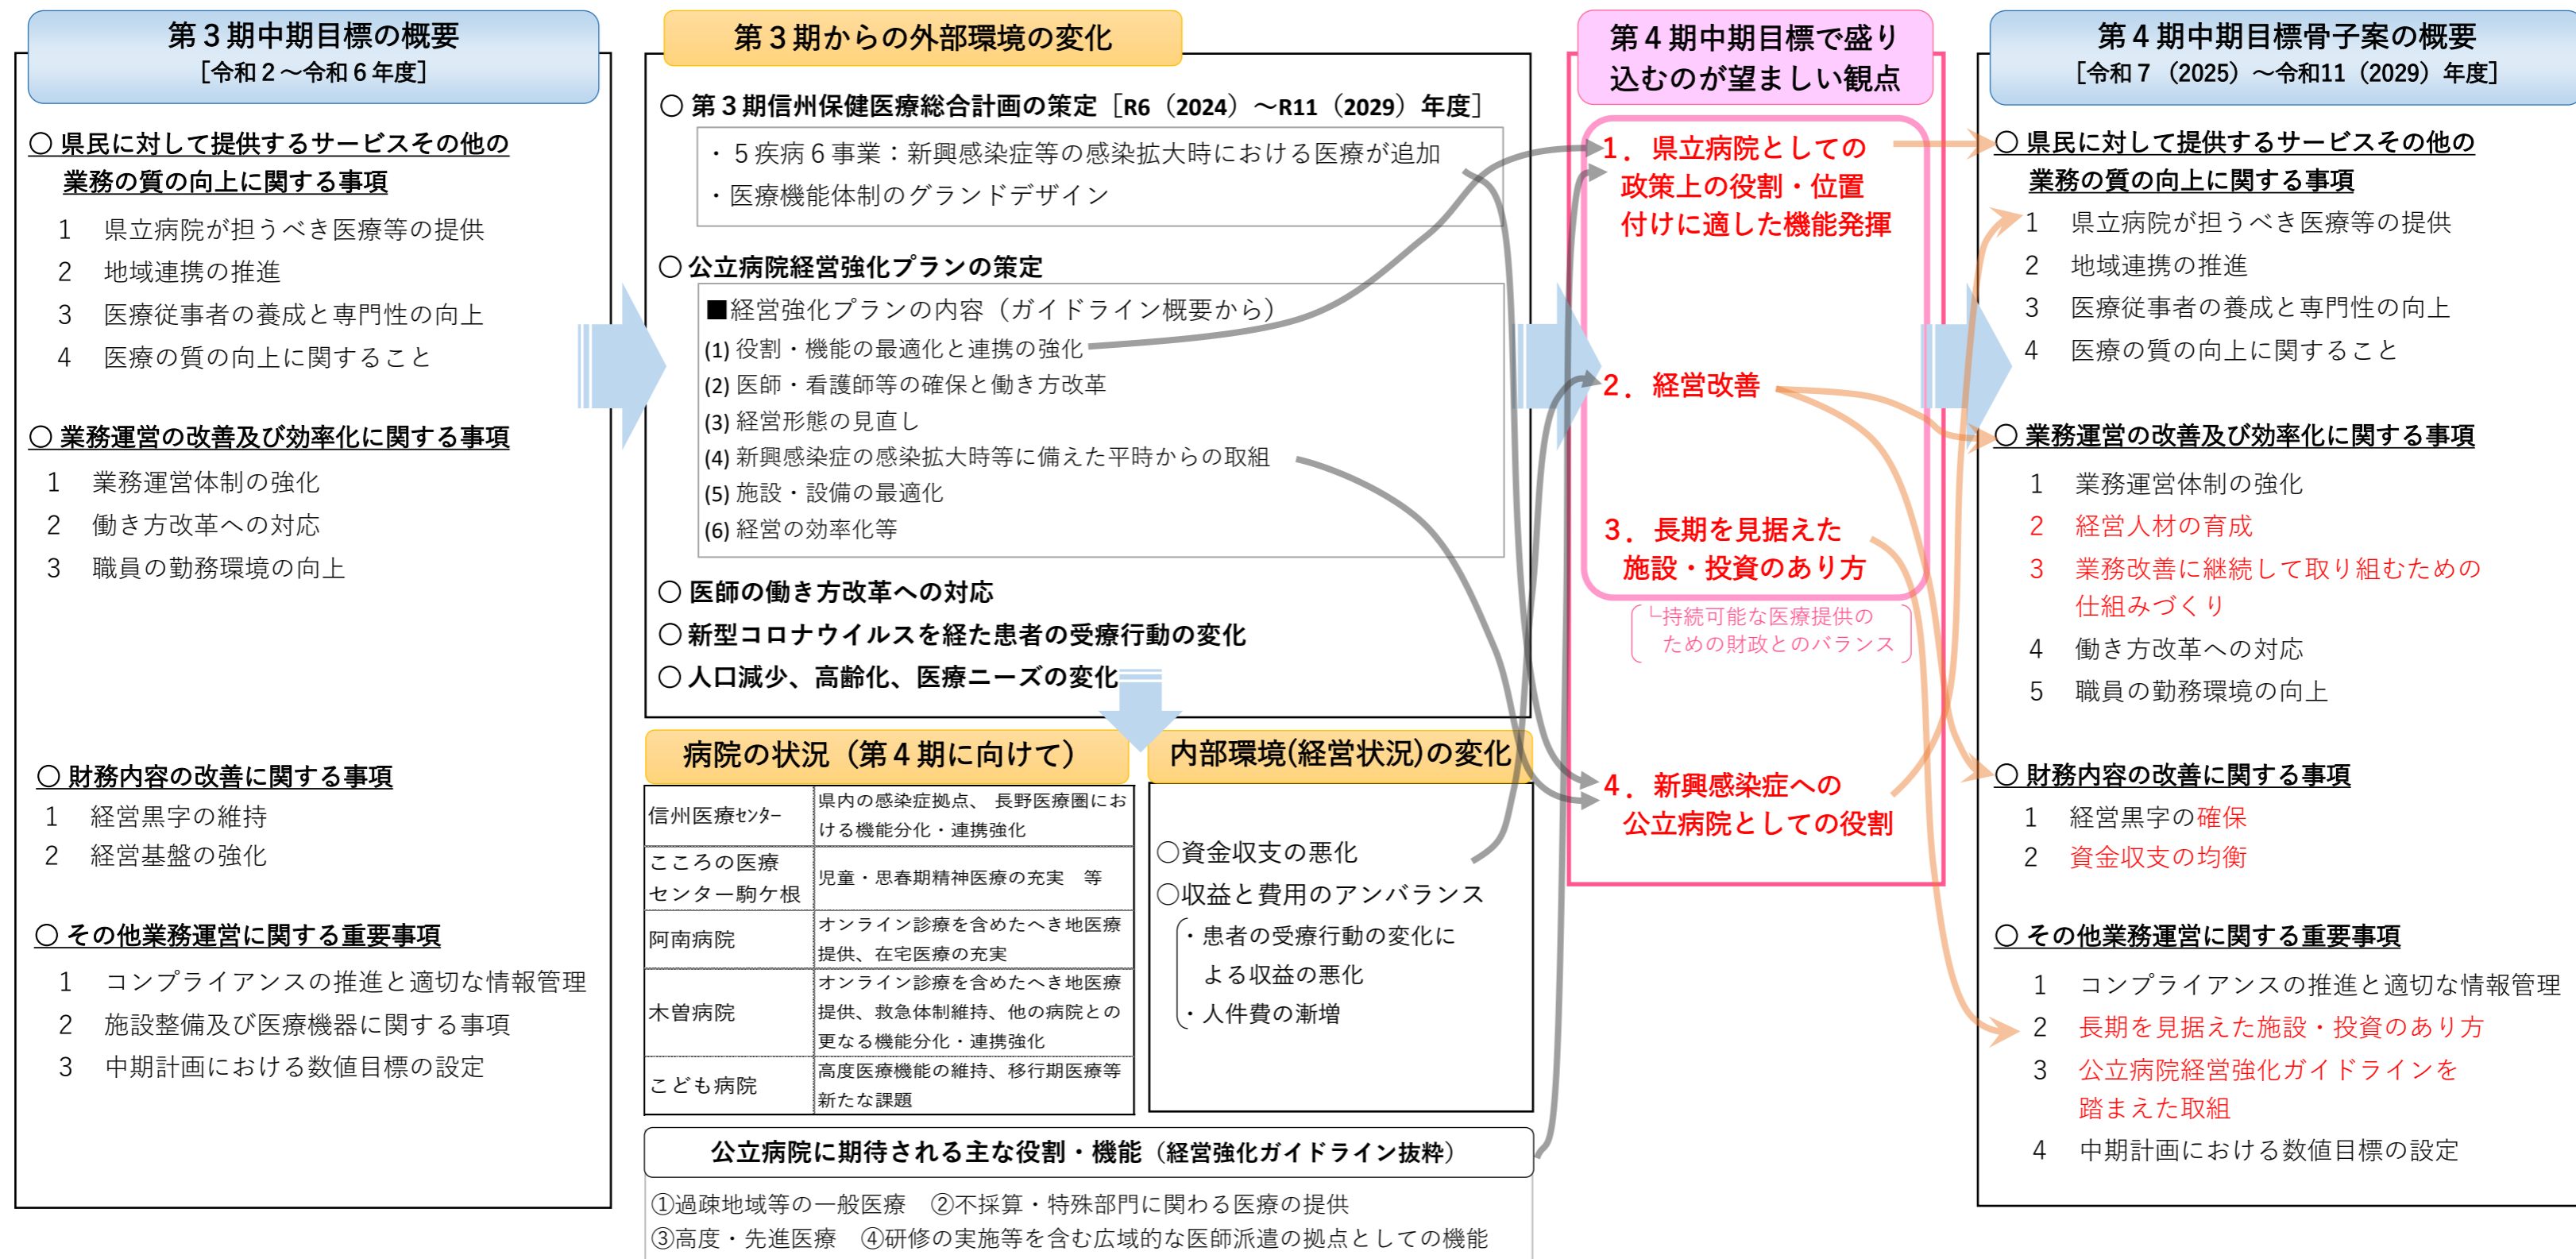 第３期中期目標の概要
［令和２～令和６年度］
○ 県民に対して提供するサービスその他の
業務の質の向上に関する事項
1 県立病院が担うべき医療等の提供
2 地域連携の推進
3 医療従事者の養成と専門性の向上
4 医療の質の向上に関すること
○ 業務運営の改善及び効率化に関する事項
1 業務運営体制の強化
2 働き方改革への対応
3 職員の勤務環境の向上
○ 財務内容の改善に関する事項
1 経営黒字の維持
2 経営基盤の強化
○ その他業務運営に関する重要事項
1 コンプライアンスの推進と適切な情報管理
2 施設整備及び医療機器に関する事項
3 中期計画における数値目標の設定
第３期からの外部環境の変化
○ 第３期信州保健医療総合計画の策定［R6（2024）～R11（2029）年度］
・５疾病６事業：新興感染症等の感染拡大時における医療が追加
・医療機能体制のグランドデザイン
○ 公立病院経営強化プランの策定
■経営強化プランの内容（ガイドライン概要から）
(1) 役割・機能の最適化と連携の強化
(2) 医師・看護師等の確保と働き方改革
(3) 経営形態の見直し
(4) 新興感染症の感染拡大時等に備えた平時からの取組
(5) 施設・設備の最適化
(6) 経営の効率化等
○ 医師の働き方改革への対応
○ 新型コロナウイルスを経た患者の受療行動の変化
○ 人口減少、高齢化、医療ニーズの変化
病院の状況（第４期に向けて）
信州医療ｾﾝﾀｰ
県内の感染症拠点、 長野医療圏にお
ける機能分化・連携強化
こころの医療
センター駒ケ根
児童・思春期精神医療の充実　等
阿南病院
オンライン診療を含めたへき地医療
提供、在宅医療の充実
木曽病院
オンライン診療を含めたへき地医療
提供、救急体制維持、他の病院との
更なる機能分化・連携強化
こども病院
高度医療機能の維持、移行期医療等
新たな課題
内部環境(経営状況)の変化
○資金収支の悪化
○収益と費用のアンバランス
・患者の受療行動の変化に
よる収益の悪化
・人件費の漸増
公立病院に期待される主な役割・機能（経営強化ガイドライン抜粋）
①過疎地域等の一般医療　②不採算・特殊部門に関わる医療の提供
③高度・先進医療　④研修の実施等を含む広域的な医師派遣の拠点としての機能
第４期中期目標で盛り
込むのが望ましい観点
1．県立病院としての
政策上の役割・位置
付けに適した機能発揮
2．経営改善
3．長期を見据えた
施設・投資のあり方
└持続可能な医療提供の
ための財政とのバランス
4．新興感染症への
公立病院としての役割
第４期中期目標骨子案の概要
［令和７（2025）～令和11（2029）年度］
○ 県民に対して提供するサービスその他の
業務の質の向上に関する事項
1 県立病院が担うべき医療等の提供
2 地域連携の推進
3 医療従事者の養成と専門性の向上
4 医療の質の向上に関すること
○ 業務運営の改善及び効率化に関する事項
1 業務運営体制の強化
2 経営人材の育成
3 業務改善に継続して取り組むための
仕組みづくり
4 働き方改革への対応
5 職員の勤務環境の向上
○ 財務内容の改善に関する事項
1 経営黒字の確保
2 資金収支の均衡
○ その他業務運営に関する重要事項
1 コンプライアンスの推進と適切な情報管理
2 長期を見据えた施設・投資のあり方
3 公立病院経営強化ガイドラインを
踏まえた取組
4 中期計画における数値目標の設定